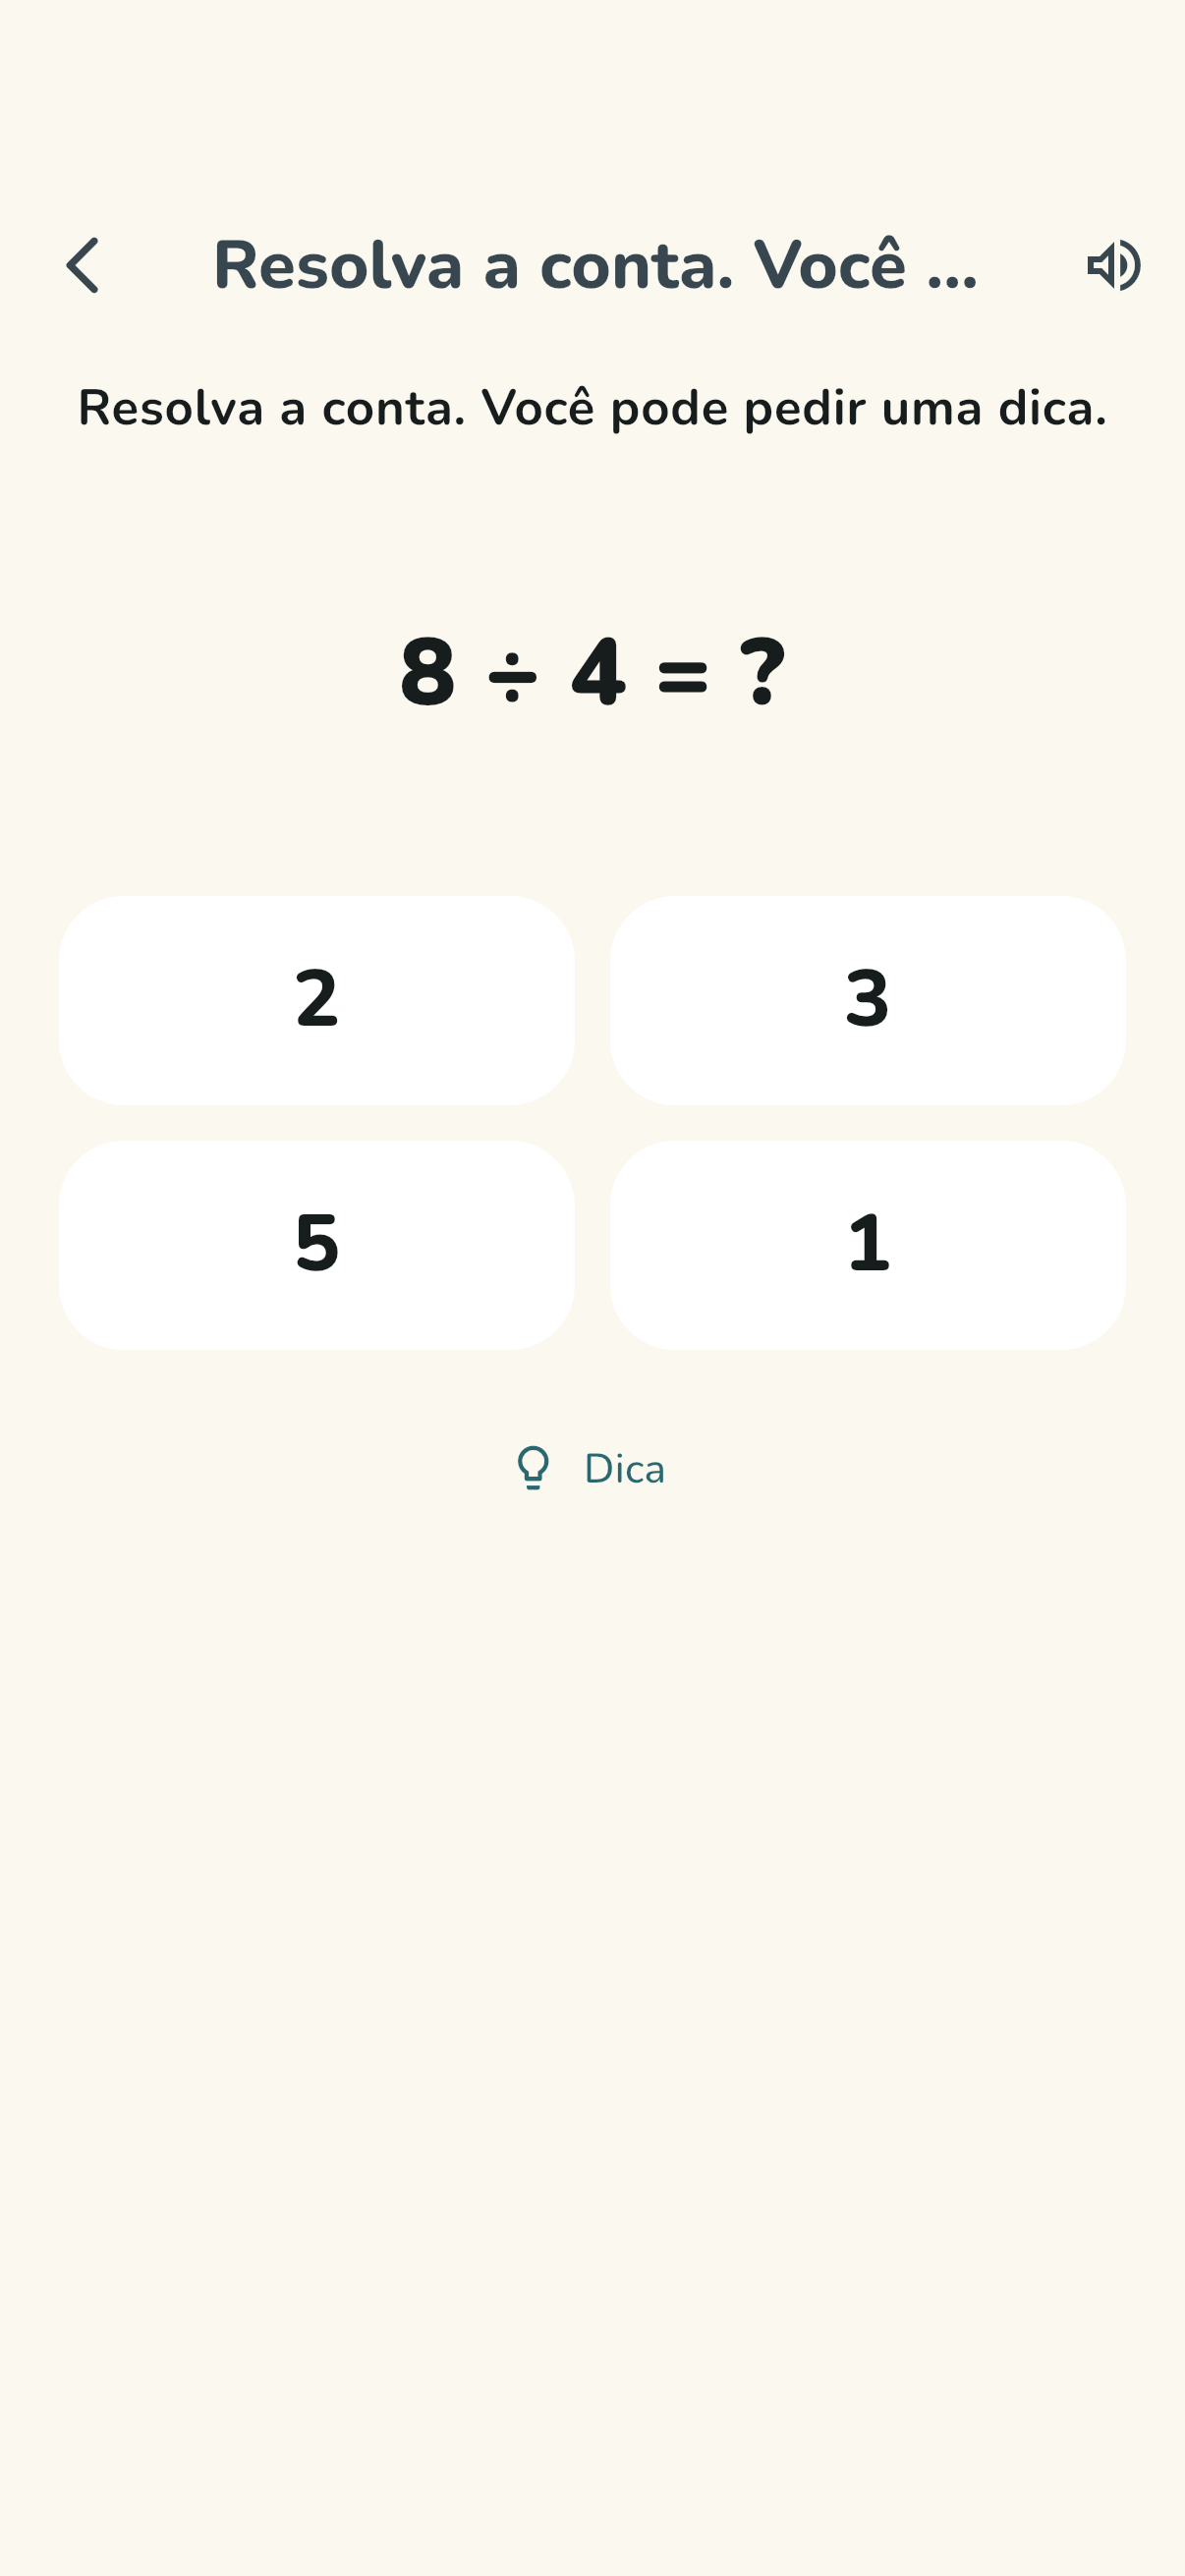 Resolva a conta. Você ...
Resolva a conta. Você pode pedir uma dica.
8 ÷ 4 = ?
2
3
5
1
Dica